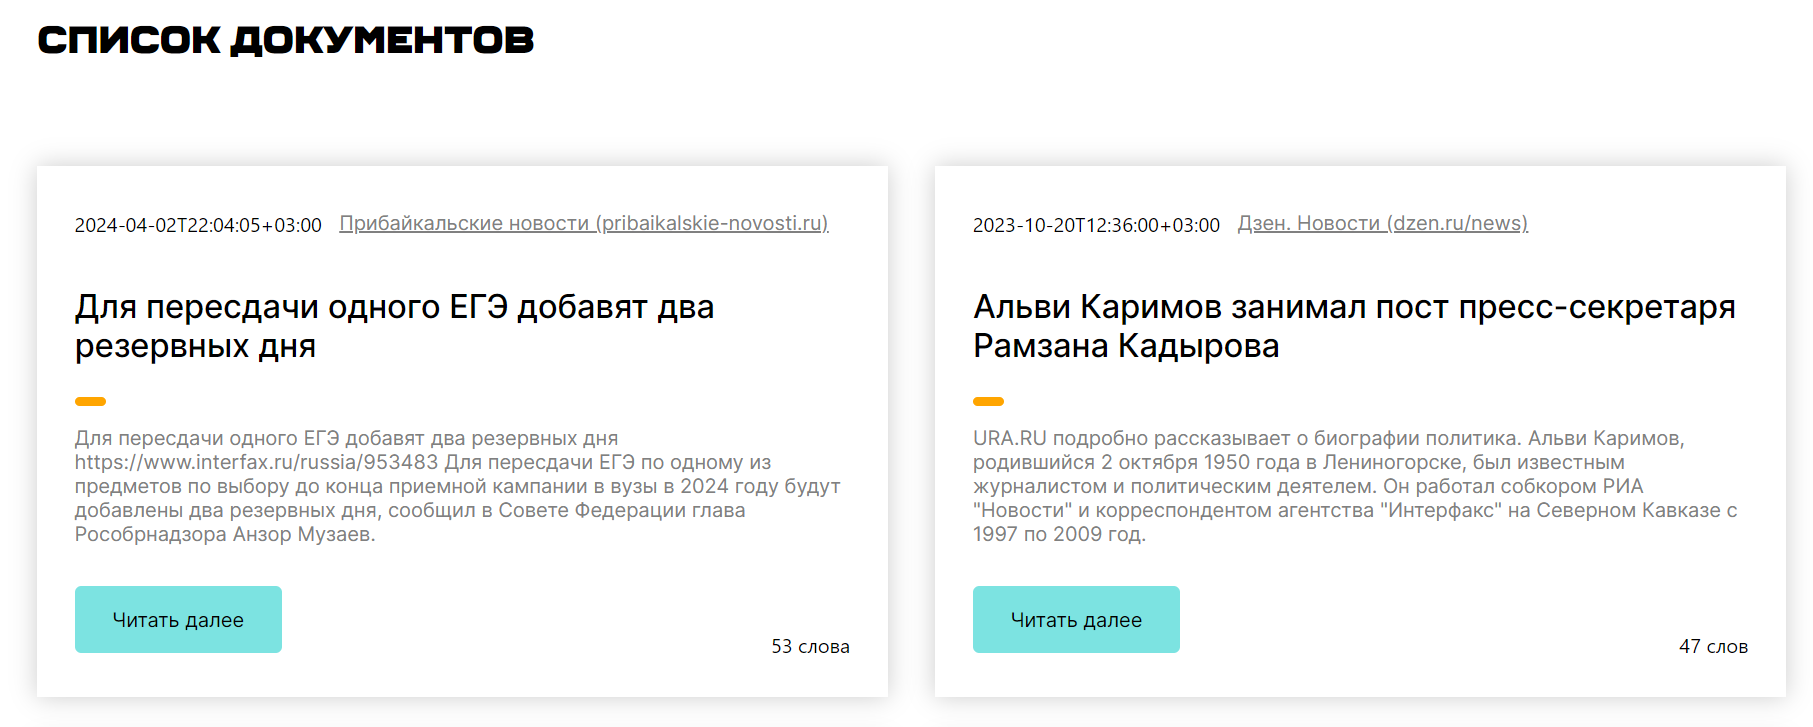 СПИСОК ДОКУМЕНТОВ
2024-04-02T22:04:05+03:00 Прибайкальские новости (pribaikalskie-novosti.ru)
Для пересдачи одного ЕГЭ добавят два
резервных дня
Для пересдачи одного ЕГЭ добавят два резервных дня
https://www.interfax.ru/russia/953483 Для пересдачи ЕГЭ по одному из
предметов по выбору до конца приемной кампании в вузы в 2024 году будут
добавлены два резервных дня, сообщил в Совете Федерации глава
Рособрнадзора Анзор Музаев.
Читать далее
53 слова
2023-10-20T12:36:00+03:00 Дзен. Новости (dzen.ru/news)
Альви Каримов занимал пост пресс-секретаря
Рамзана Кадырова
URA.RU подробно рассказывает о биографии политика. Альви Каримов,
родившийся 2 октября 1950 года в Лениногорске, был известным
журналистом и политическим деятелем. Он работал собкором РИА
"Новости" и корреспондентом агентства "Интерфакс" на Северном Кавказе с
1997 по 2009 год.
Читать далее
47 слов